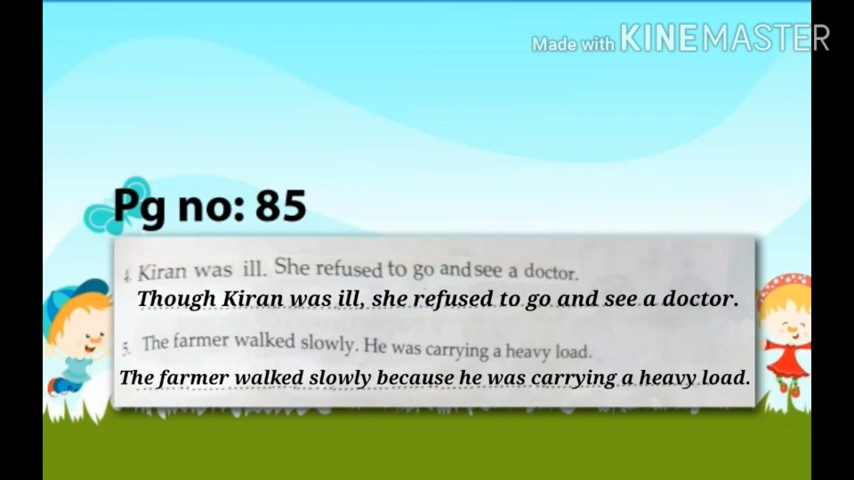 Made with KINEMASTER
Pg no: 85
4. Kiran was ill. She refused to go and see a doctor.
Though Kiran was ill, she refused to go and see a doctor.
5. The farmer walked slowly. He was carrying a heavy load.
The farmer walked slowly because he was carrying a heavy load.